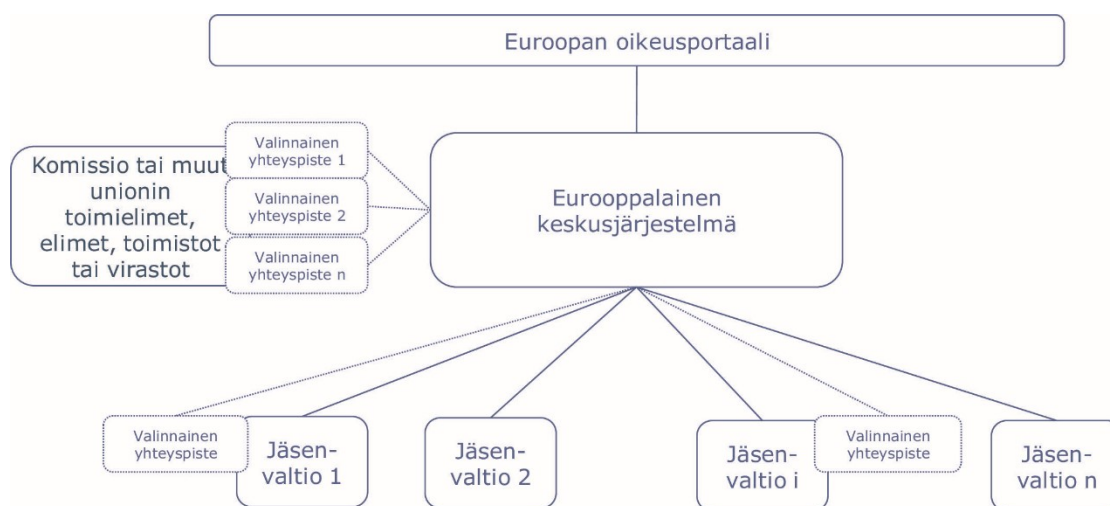 Euroopan oikeusportaali
Valinnainen
yhteyspiste 1
Komissio tai muut
unionin
toimielimet,
elimet, toimistot
tai virastot
Valinnainen
yhteyspiste 2
Valinnainen
yhteyspiste n
Eurooppalainen
keskusjärjestelmä
Valinnainen
yhteyspiste
Jäsen-
valtio 1
Jäsen-
valtio 2
Jäsen-
valtio i
Valinnainen
yhteyspiste
Jäsen-
valtio n